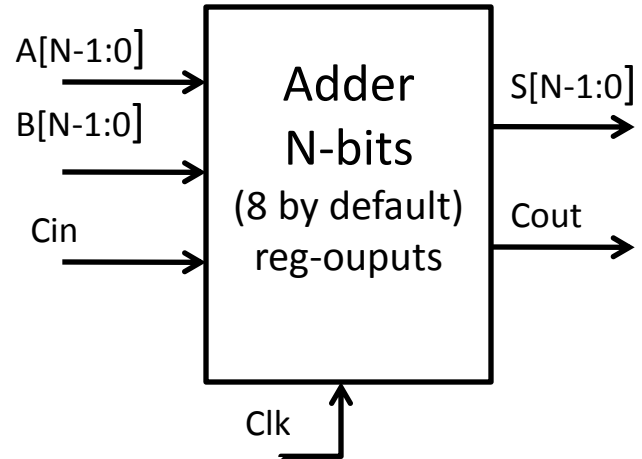 A[N-1:0]
B[N-1:0]
Cin
Adder
N-bits
(8 by default)
reg-ouputs
S[N-1:0]
Cout
Clk